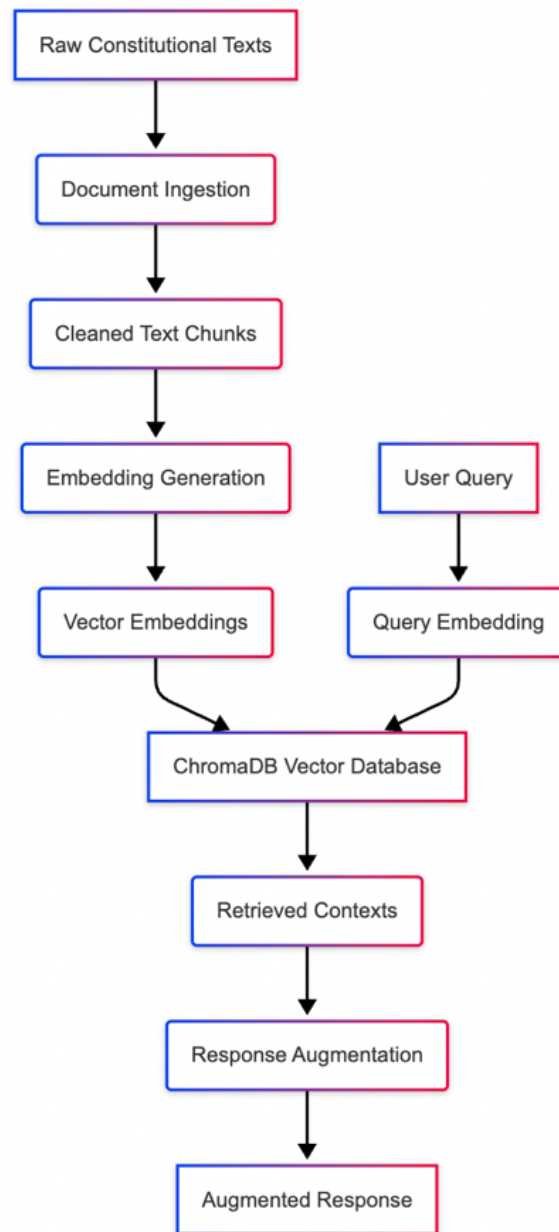 Raw Constitutional Texts
Document Ingestion
Cleaned Text Chunks
Embedding Generation
User Query
Vector Embeddings
Query Embedding
ChromaDB Vector Database
Retrieved Contexts
Response Augmentation
Augmented Response